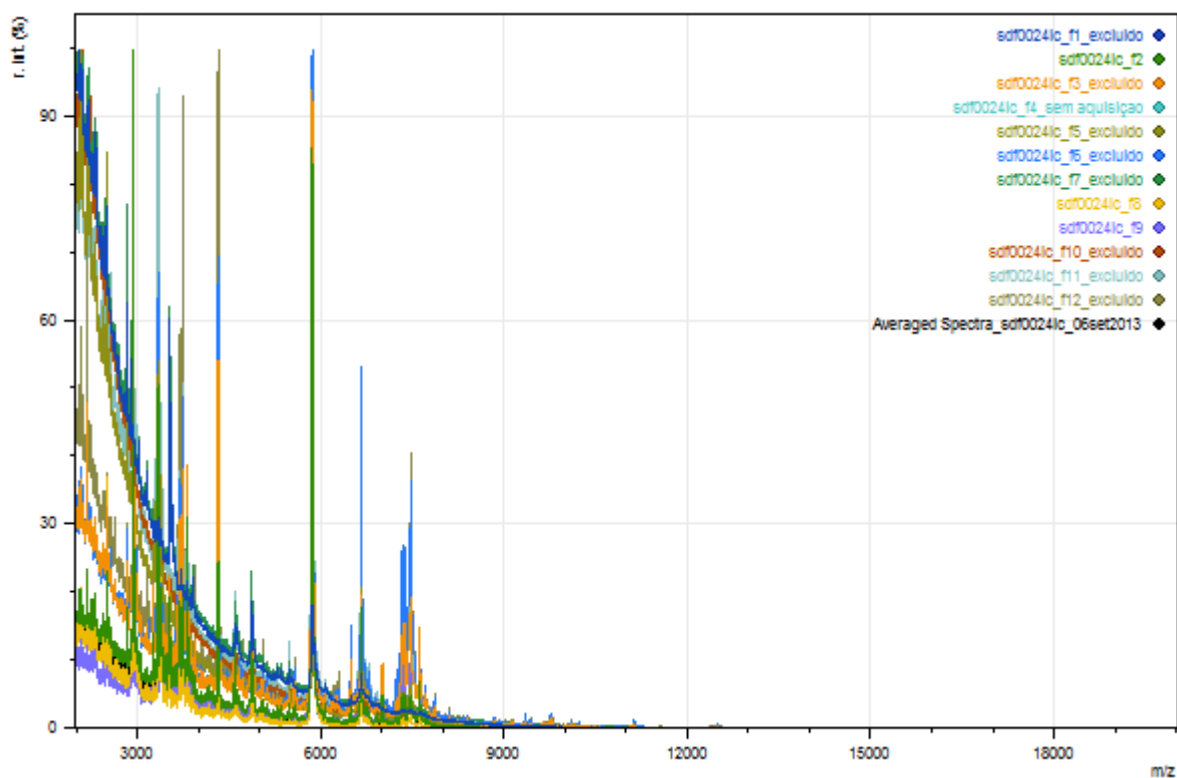 r. int. (%)
90
60
30
0
sdf0024lc_f1_excluido
sdf0024lc_f2
sdf0024lc_f3_excluido
sdf0024lc_f4_sem aquisiçao
sdf0024lc_f5_excluido
sdf0024lc_f6_excluido
sdf0024lc_f7_excluido
sdf0024lc_f8
sdf0024lc_f9
sdf0024lc_f10_excluido
sdf0024lc_f11_excluido
sdf0024lc_f12_excluido
Averaged Spectra_sdf0024lc_06set2013
3000 6000 9000 12000 15000 18000
m/z